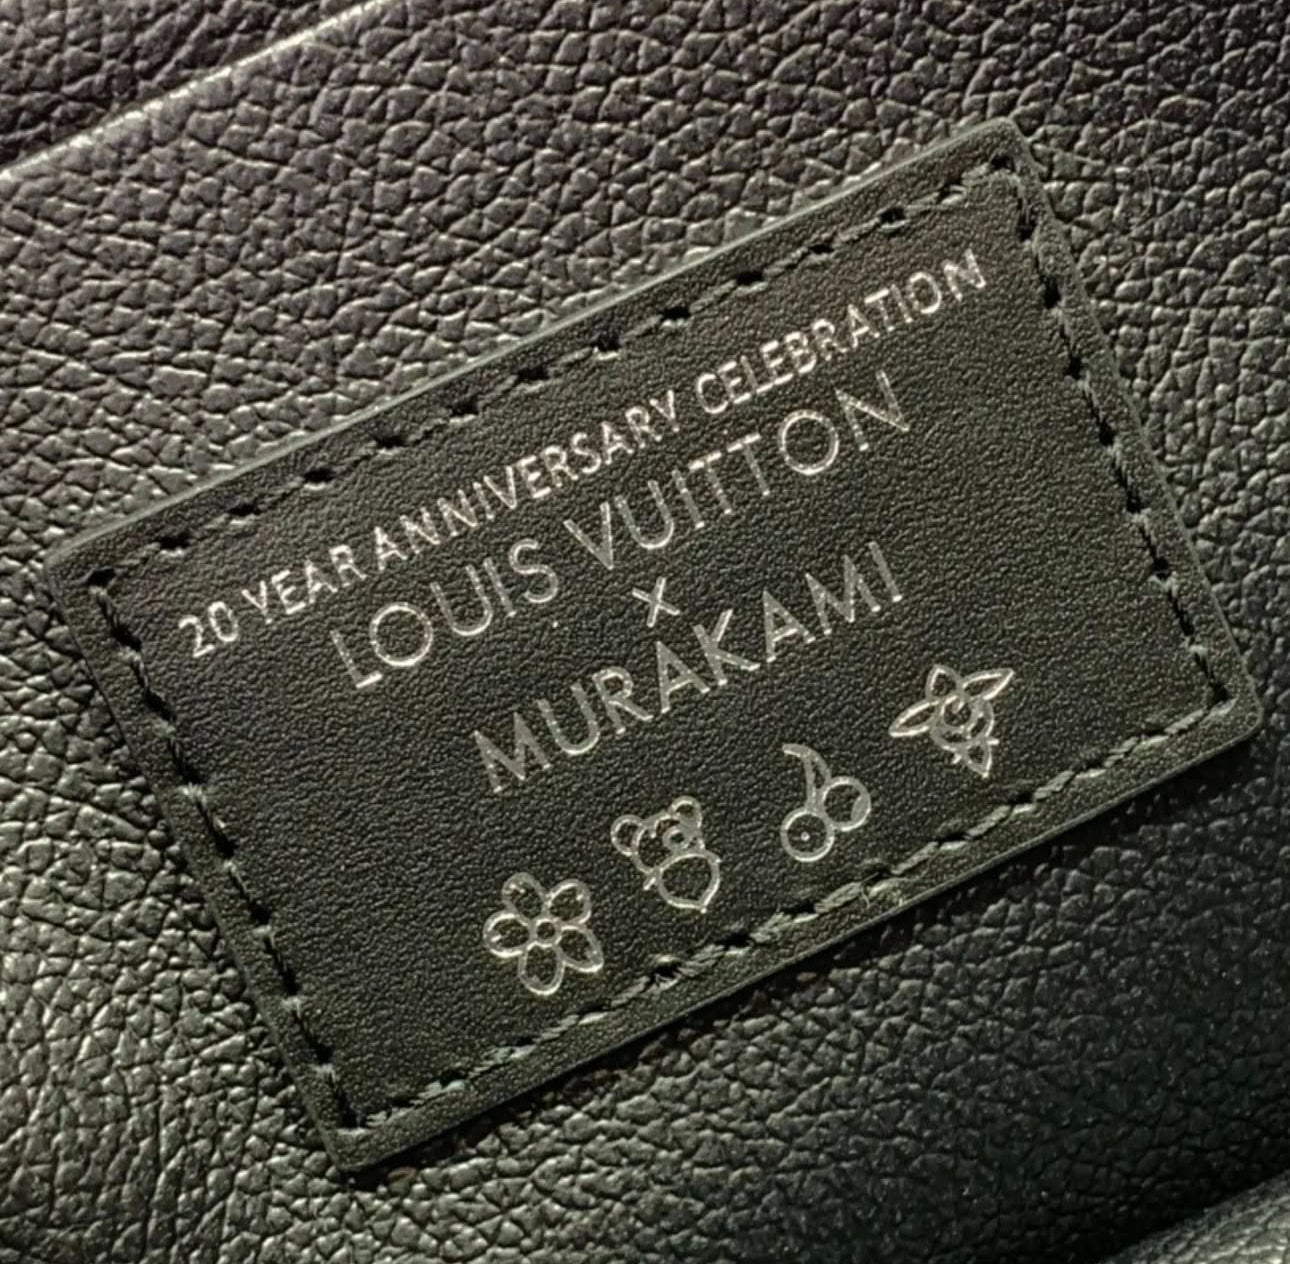 20 YEAR ANNIVERSARY CELEBRATION
LOUIS VUITTON
x
MURAKAMI